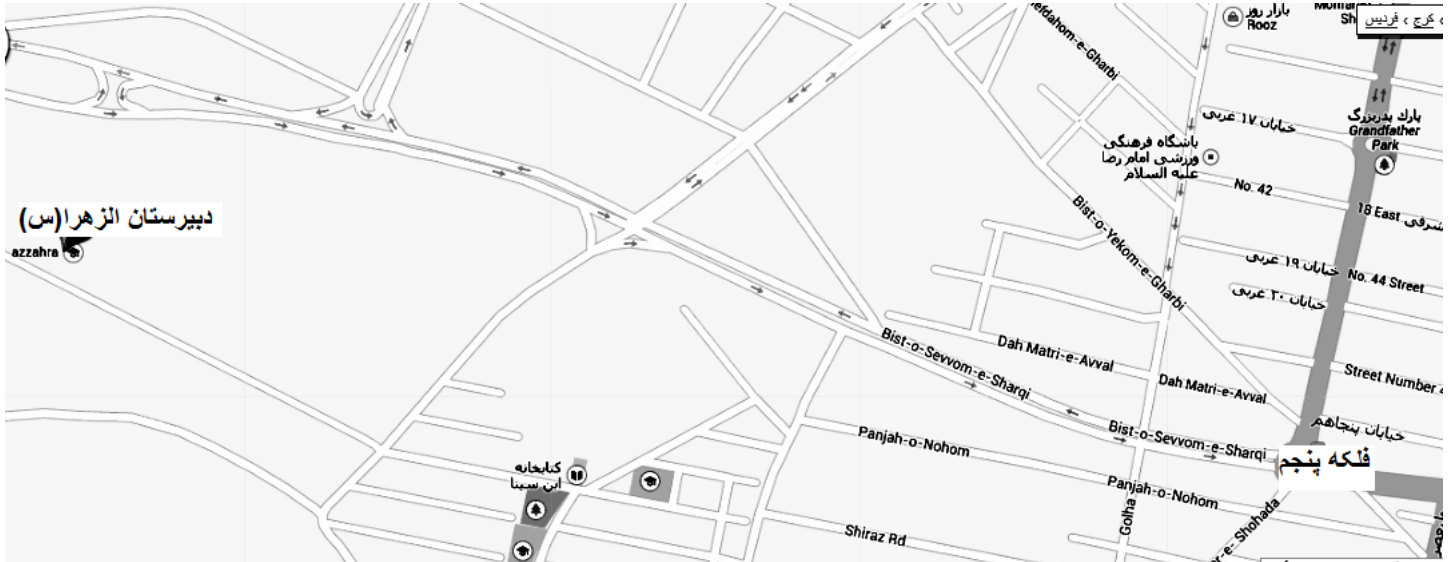 بازار روز
Rooz
کرج ، فردیس
efdahom-e-Gharbi
خیابان ۱۷ غربی
پارك پدربزرگ
Grandfather
Park
باشگاه فرهنگی
ورزشی امام رضا
علیه السلام
No. 42
18 East شرقی
Bist-o-Yekom-e-Gharbi
دبیرستان الزهرا(س)
azzahra
خیابان ۱۹ غربی
No. 44 Street
خیابان ۲۰ غربی
Bist-o-Sevvom-e-Sharqi
Dah Matri-e-Avval
Dah Matri-e-Avval
Street Number 4
Bist-o-Sevvom-e-Sharqi
خیابان پنجاهم
Panjah-o-Nohom
فلکه پنجم
کتابخانه
ابن سینا
Panjah-o-Nohom
Golha
Shiraz Rd
r-e- Shohada